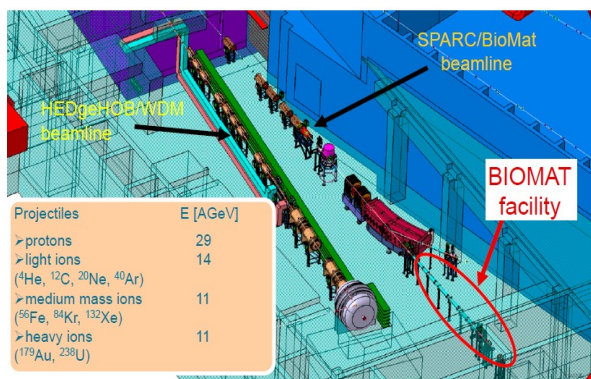 SPARC/BioMat
beamline
HEDgeHOB/WDM
beamline
BIOMAT
facility
Projectiles E [AGeV]
➢protons 29
➢light ions 14
(⁴He, ¹²C, ²⁰Ne, ⁴⁰Ar)
➢medium mass ions 11
(⁵⁶Fe, ⁸⁴Kr, ¹³²Xe)
➢heavy ions 11
(¹⁷⁹Au, ²³⁸U)